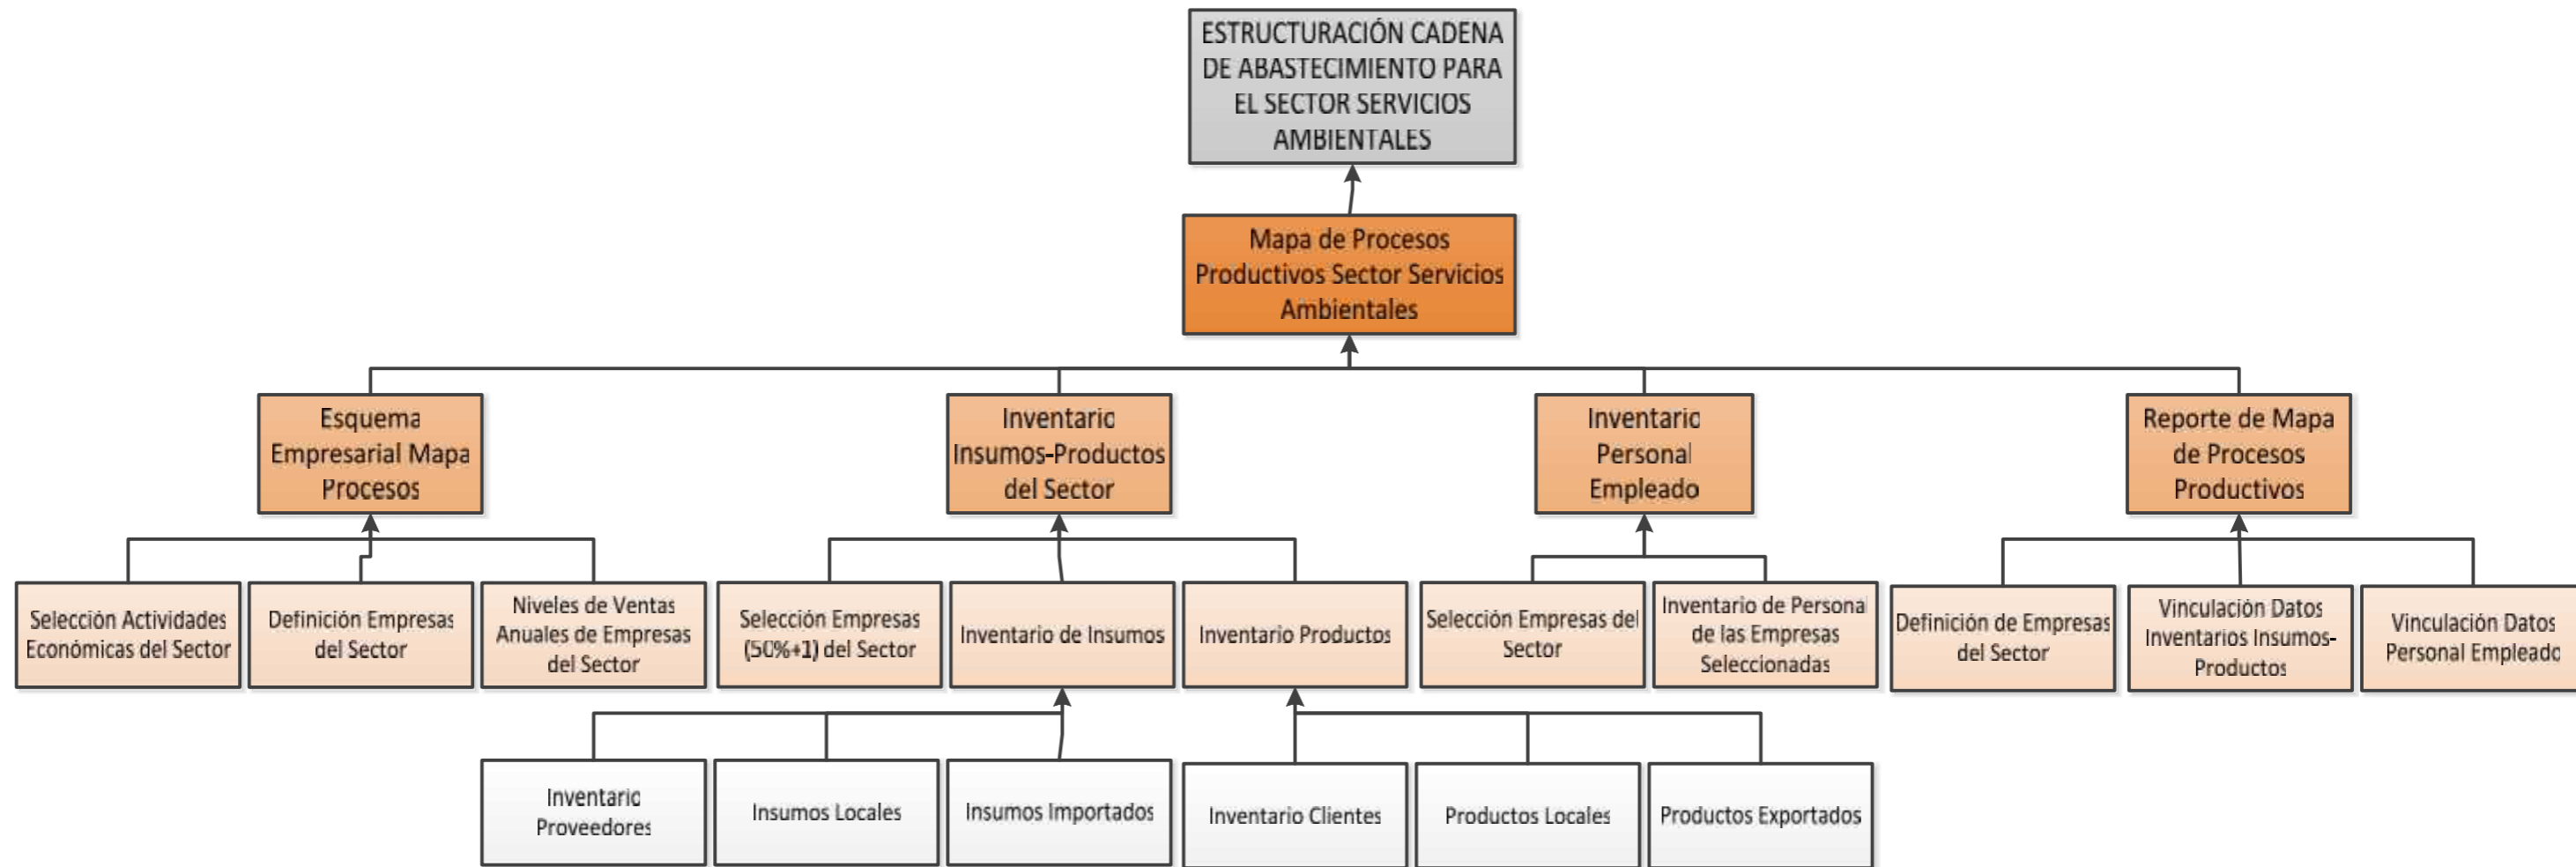 ESTRUCTURACIÓN CADENA
DE ABASTECIMIENTO PARA
EL SECTOR SERVICIOS
AMBIENTALES
Mapa de Procesos
Productivos Sector Servicios
Ambientales
Esquema
Empresarial Mapa
Procesos
Inventario
Insumos-Productos
del Sector
Inventario
Personal
Empleado
Reporte de Mapa
de Procesos
Productivos
Selección Actividades
Económicas del Sector
Definición Empresas
del Sector
Niveles de Ventas
Anuales de Empresas
del Sector
Selección Empresas
(50%+1) del Sector
Inventario de Insumos
Inventario Productos
Selección Empresas del
Sector
Inventario de Personal
de las Empresas
Seleccionadas
Definición de Empresas
del Sector
Vinculación Datos
Inventarios Insumos-
Productos
Vinculación Datos
Personal Empleado
Inventario
Proveedores
Insumos Locales
Insumos Importados
Inventario Clientes
Productos Locales
Productos Exportados